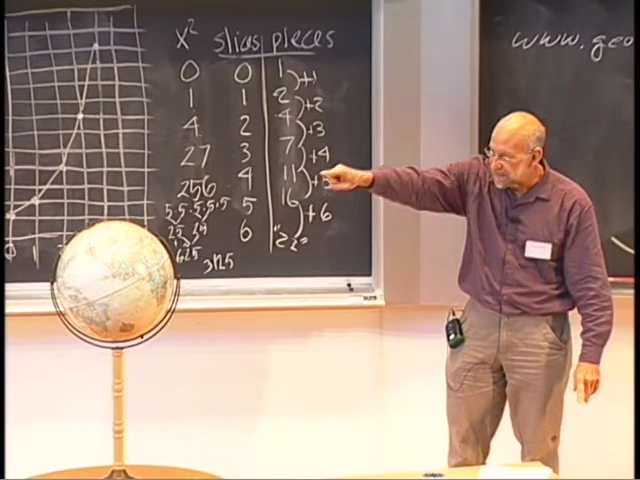 x² slices pieces www.geo
0 0 1 +1
1 1 2 +2
4 2 4 +3
27 3 7 +4
256 4 11 +5
5.5.5.5.5 5 16 +6
25 25 6 "22"
625 3125